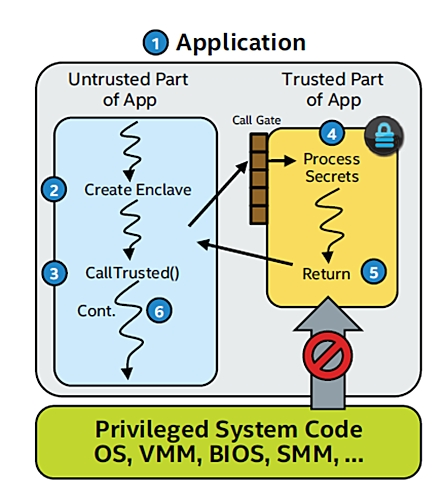 1 Application
Untrusted Part
of App
Trusted Part
of App
Call Gate
4
Process
Secrets
2 Create Enclave
3 CallTrusted()
Return 5
Cont. 6
Privileged System Code
OS, VMM, BIOS, SMM, ...